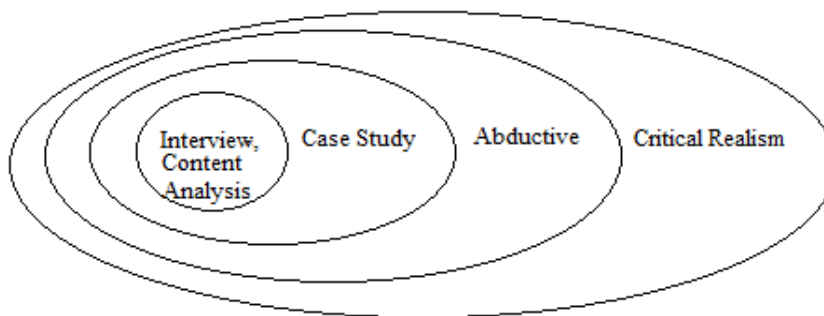 Interview,
Content
Analysis
Case Study
Abductive
Critical Realism